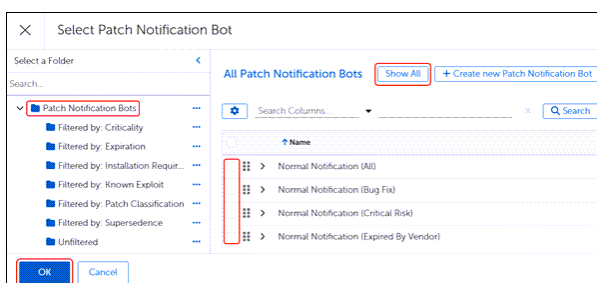 Select Patch Notification Bot
Select a Folder
Search...
Patch Notification Bots
Filtered by: Criticality
Filtered by: Expiration
Filtered by: Installation Requir...
Filtered by: Known Exploit
Filtered by: Patch Classification
Filtered by: Supersedence
Unfiltered
OK
Cancel
All Patch Notification Bots
Show All
+ Create new Patch Notification Bot
Search Columns...
Search
Name
Normal Notification (All)
Normal Notification (Bug Fix)
Normal Notification (Critical Risk)
Normal Notification (Expired By Vendor)